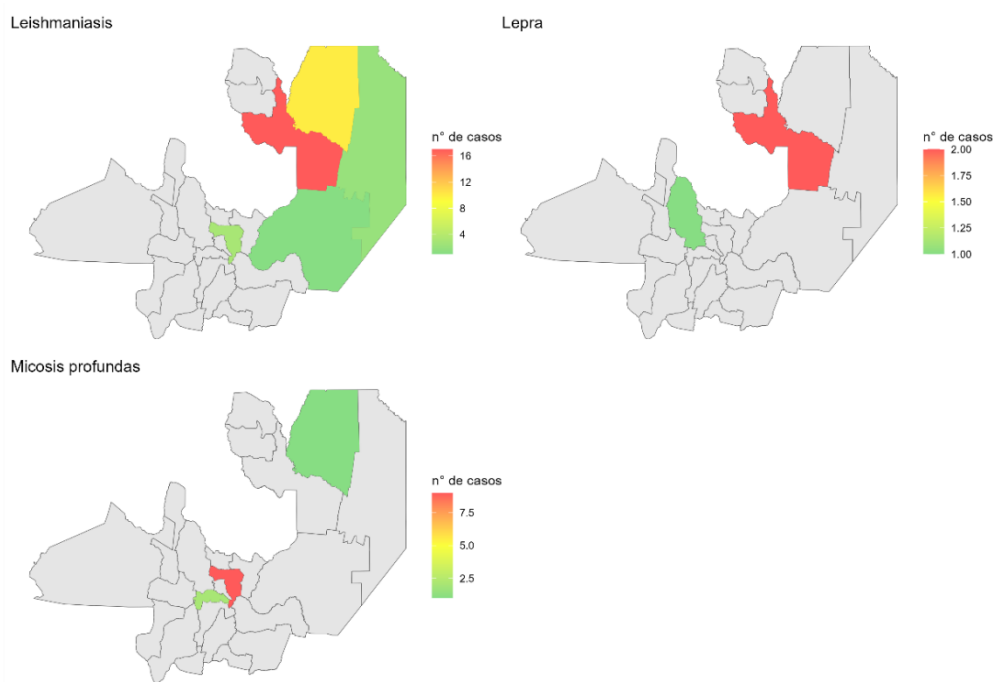 Leishmaniasis
n° de casos
16
12
8
4
Lepra
n° de casos
2.00
1.75
1.50
1.25
1.00
Micosis profundas
n° de casos
7.5
5.0
2.5